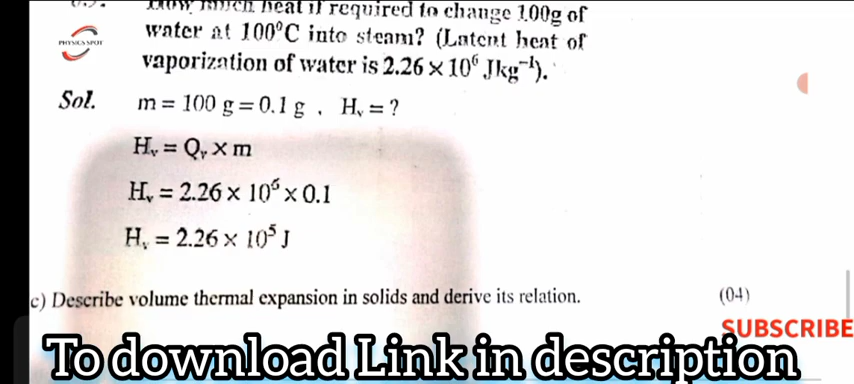 How much heat if required to change 100g of
PHYSICS SPOT
water at 100°C into steam? (Latent heat of
vaporization of water is 2.26 × 10⁶ Jkg⁻¹).
Sol. m = 100 g = 0.1 g , Hᵥ = ?
Hᵥ = Qᵥ × m
Hᵥ = 2.26 × 10⁶ × 0.1
Hᵥ = 2.26 × 10⁵ J
c) Describe volume thermal expansion in solids and derive its relation. (04)
SUBSCRIBE
To download Link in description